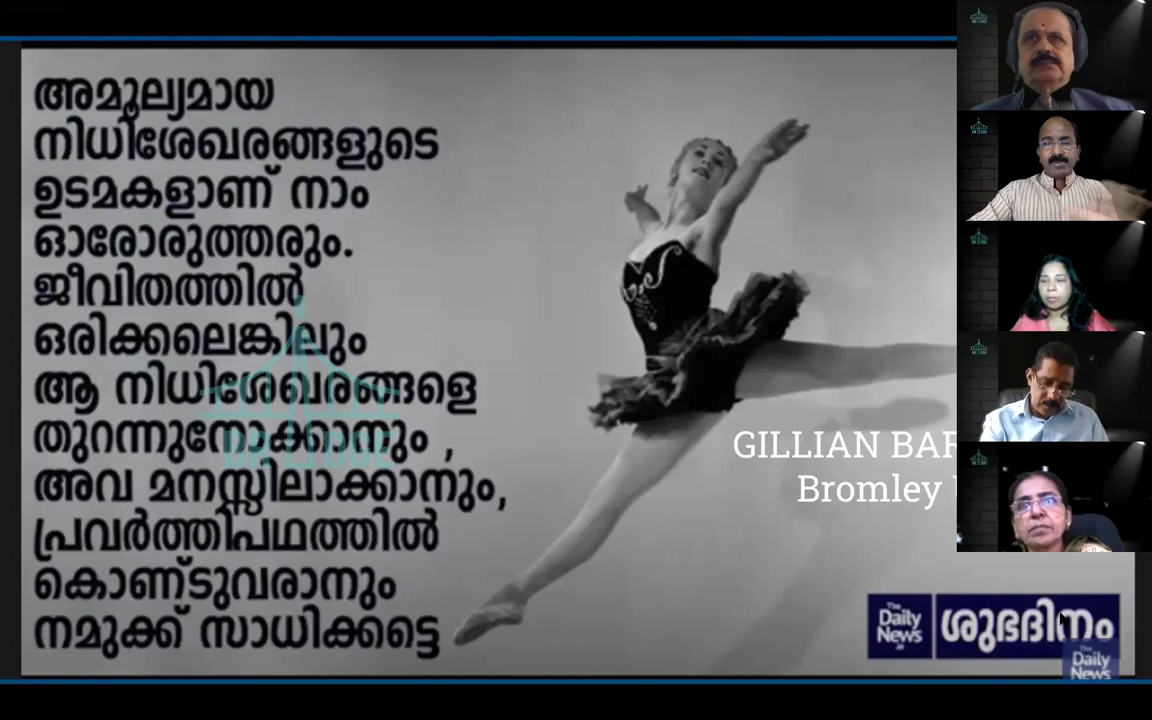 അമൂല്യമായ
നിധിശേഖരങ്ങളുടെ
ഉടമകളാണ് നാം
ഓരോരുത്തരും.
ജീവിതത്തിൽ
ഒരിക്കലെങ്കിലും
ആ നിധിശേഖരങ്ങളെ
തുറന്നുനോക്കാനും ,
അവ മനസ്സിലാക്കാനും,
പ്രവർത്തിപഥത്തിൽ
കൊണ്ടുവരാനും
നമുക്ക് സാധിക്കട്ടെ
GILLIAN
Bromley
The Daily News
ശുഭദിനം
The Daily News